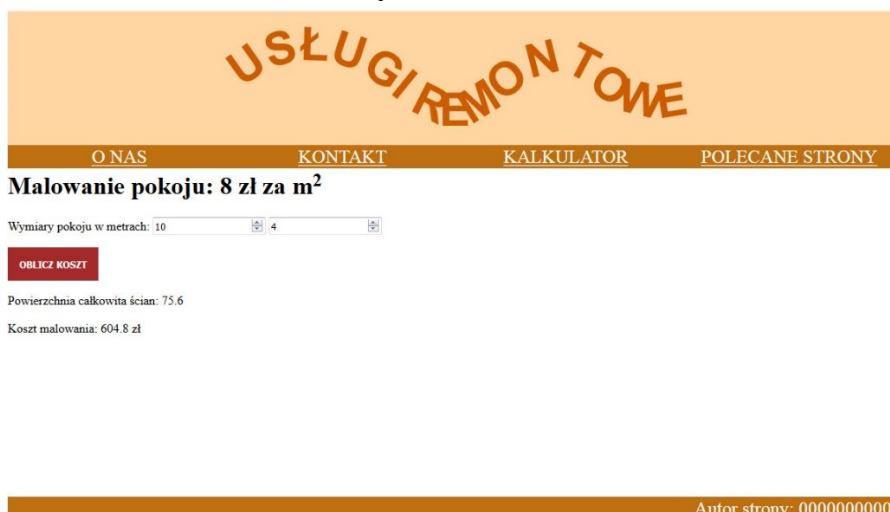 USŁUGI REMONTOWE
O NAS KONTAKT KALKULATOR POLECANE STRONY
Malowanie pokoju: 8 zł za m²
Wymiary pokoju w metrach: 10 4
OBLICZ KOSZT
Powierzchnia całkowita ścian: 75.6
Koszt malowania: 604.8 zł
Autor strony: 0000000000